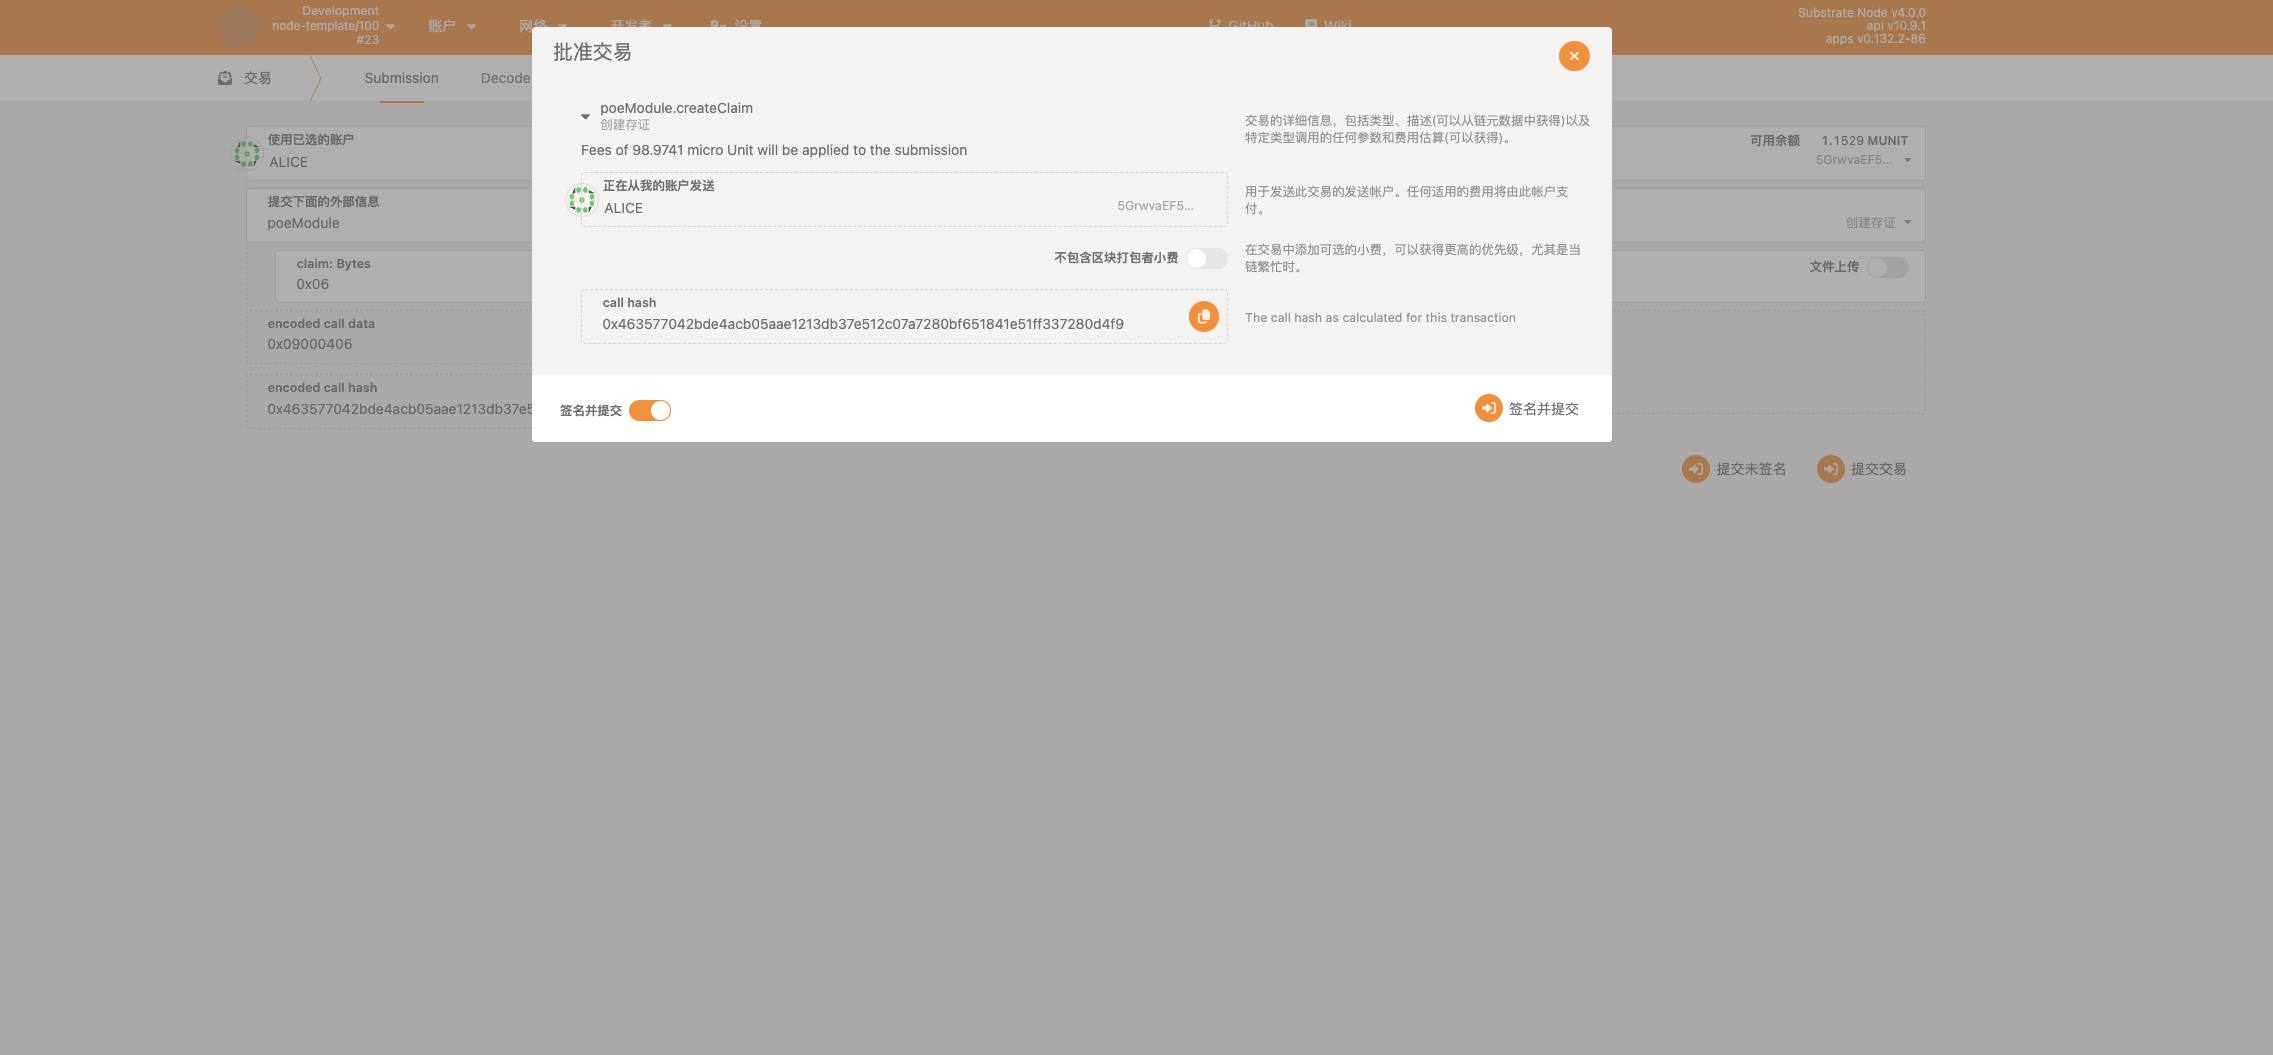 Development
node-template/100
#23
账户
网络
开发者
设置
GitHub
Wiki
Substrate Node v4.0.0
api v10.9.1
apps v0.132.2-86
交易
Submission
Decode
使用已选的账户
ALICE
可用余额 1.1529 MUNIT
5GrwvaEF5...
提交下面的外部信息
poeModule
创建存证
claim: Bytes
0x06
文件上传
encoded call data
0x09000406
encoded call hash
0x463577042bde4acb05aae1213db37e5
提交未签名
提交交易
批准交易
poeModule.createClaim
创建存证
Fees of 98.9741 micro Unit will be applied to the submission
交易的详细信息，包括类型、描述(可以从链元数据中获得)以及
特定类型调用的任何参数和费用估算(可以获得)。
正在从我的账户发送
ALICE
5GrwvaEF5...
用于发送此交易的发送帐户。任何适用的费用将由此帐户支
付。
不包含区块打包者小费
在交易中添加可选的小费，可以获得更高的优先级，尤其是当
链繁忙时。
call hash
0x463577042bde4acb05aae1213db37e512c07a7280bf651841e51ff337280d4f9
The call hash as calculated for this transaction
签名并提交
签名并提交